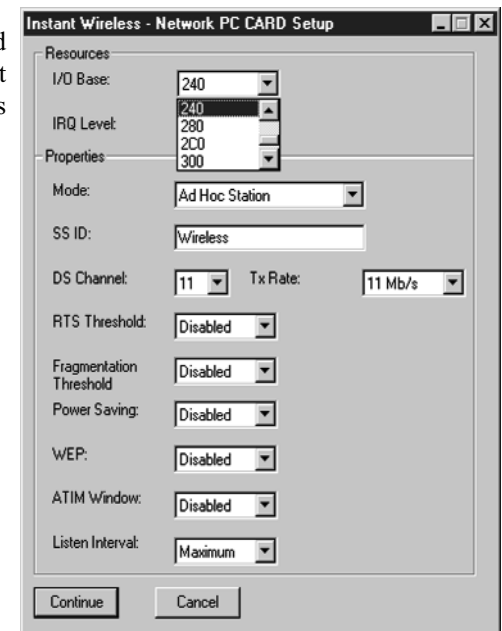 Instant Wireless - Network PC CARD Setup
d
Resources
t
I/O Base: 240
s
240
IRQ Level: 280
2C0
Properties 300
Mode: Ad Hoc Station
SS ID: Wireless
DS Channel: 11 Tx Rate: 11 Mb/s
RTS Threshold: Disabled
Fragmentation
Threshold Disabled
Power Saving: Disabled
WEP: Disabled
ATIM Window: Disabled
Listen Interval: Maximum
Continue Cancel